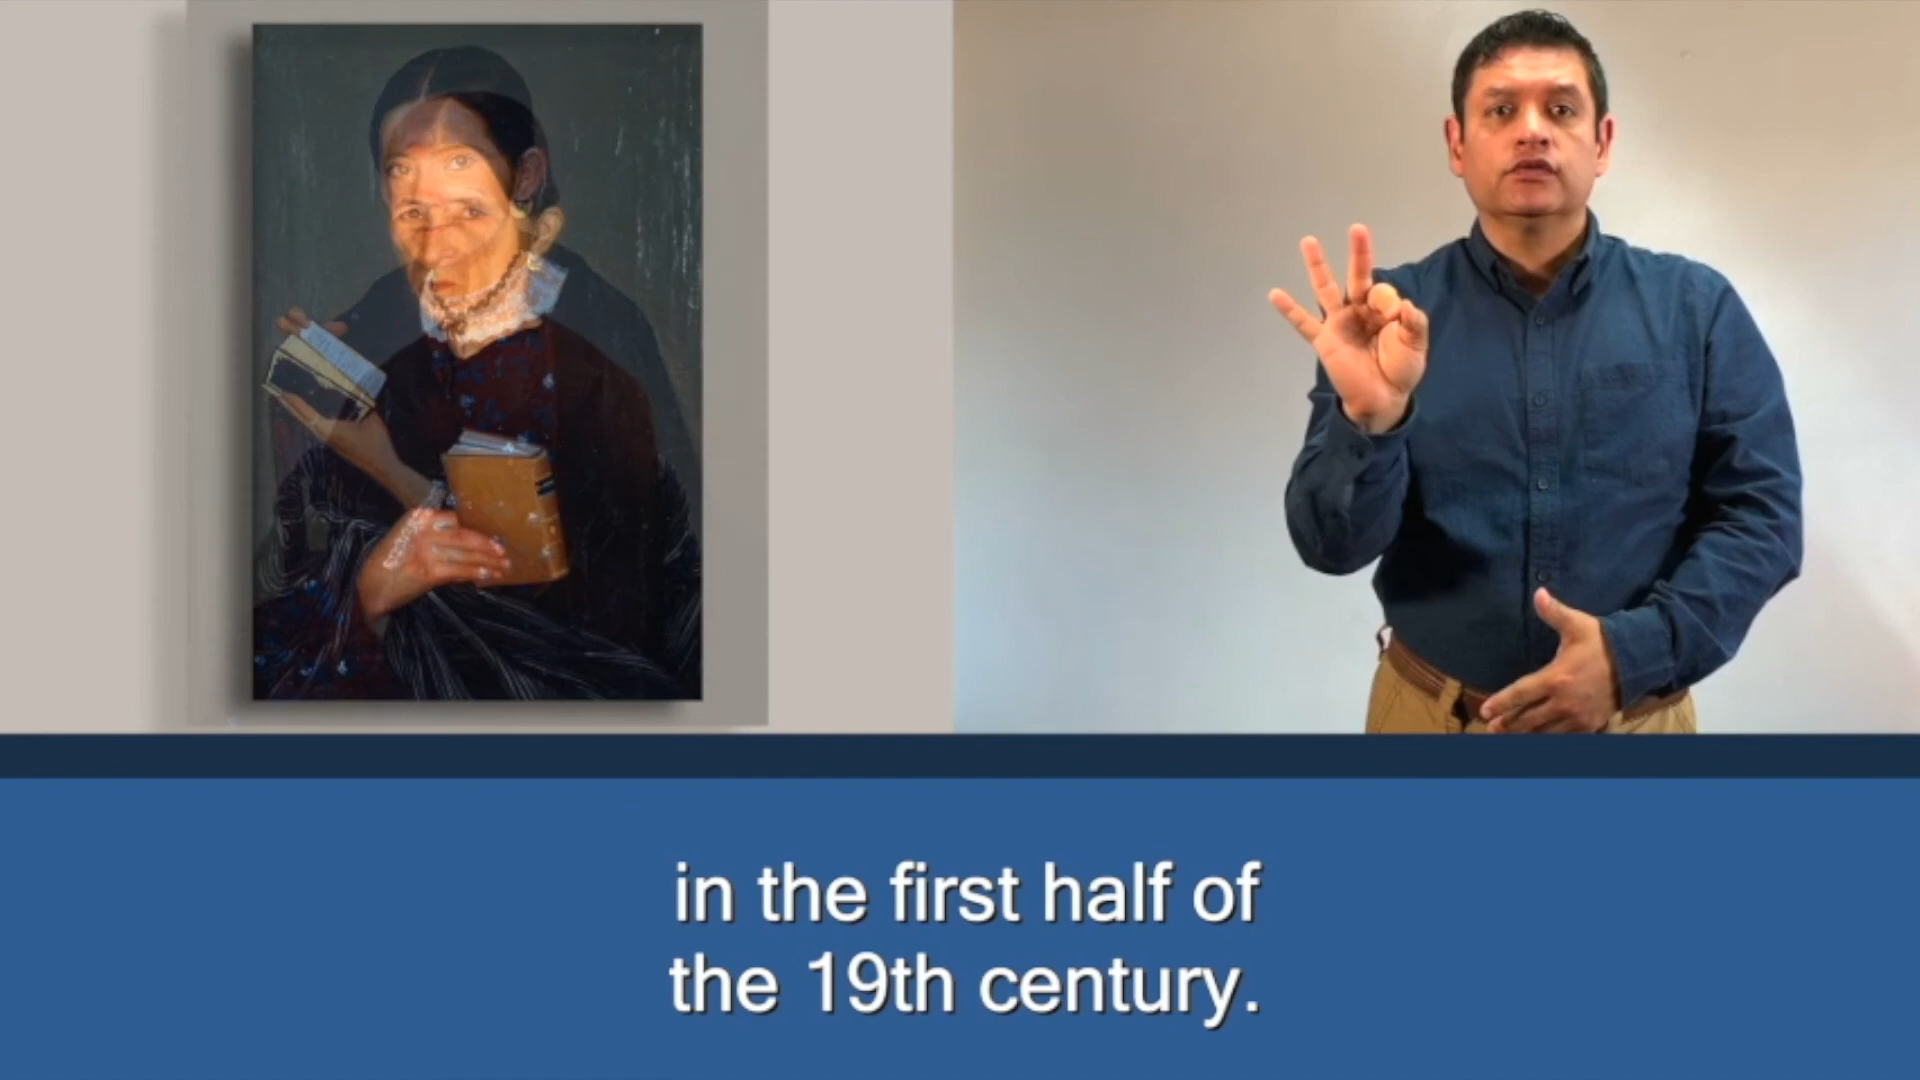 in the first half of
the 19th century.